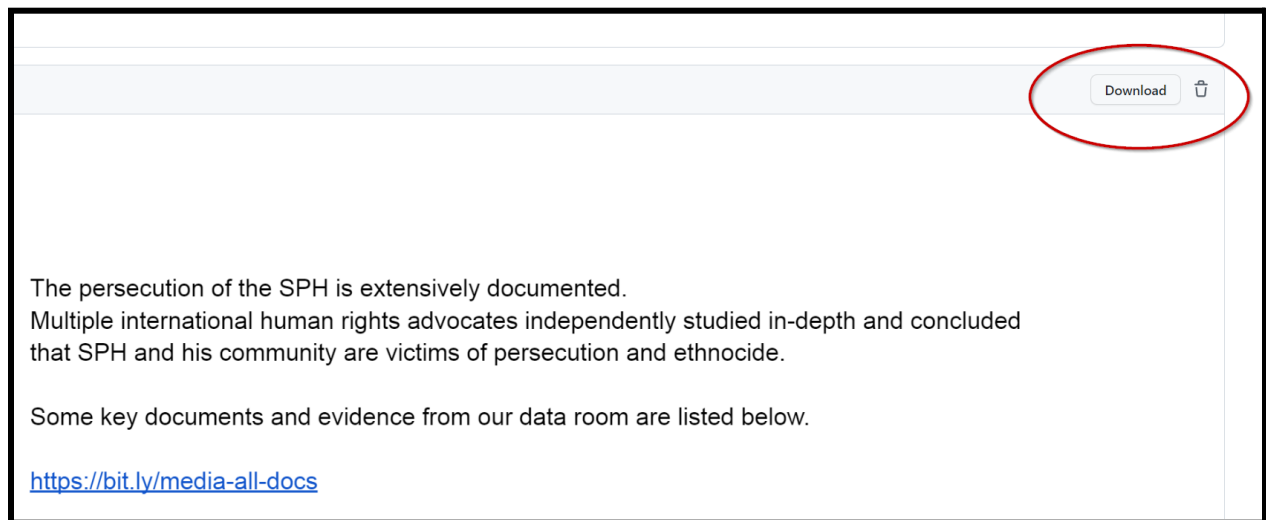 Download
The persecution of the SPH is extensively documented.
Multiple international human rights advocates independently studied in-depth and concluded
that SPH and his community are victims of persecution and ethnocide.
Some key documents and evidence from our data room are listed below.
https://bit.ly/media-all-docs